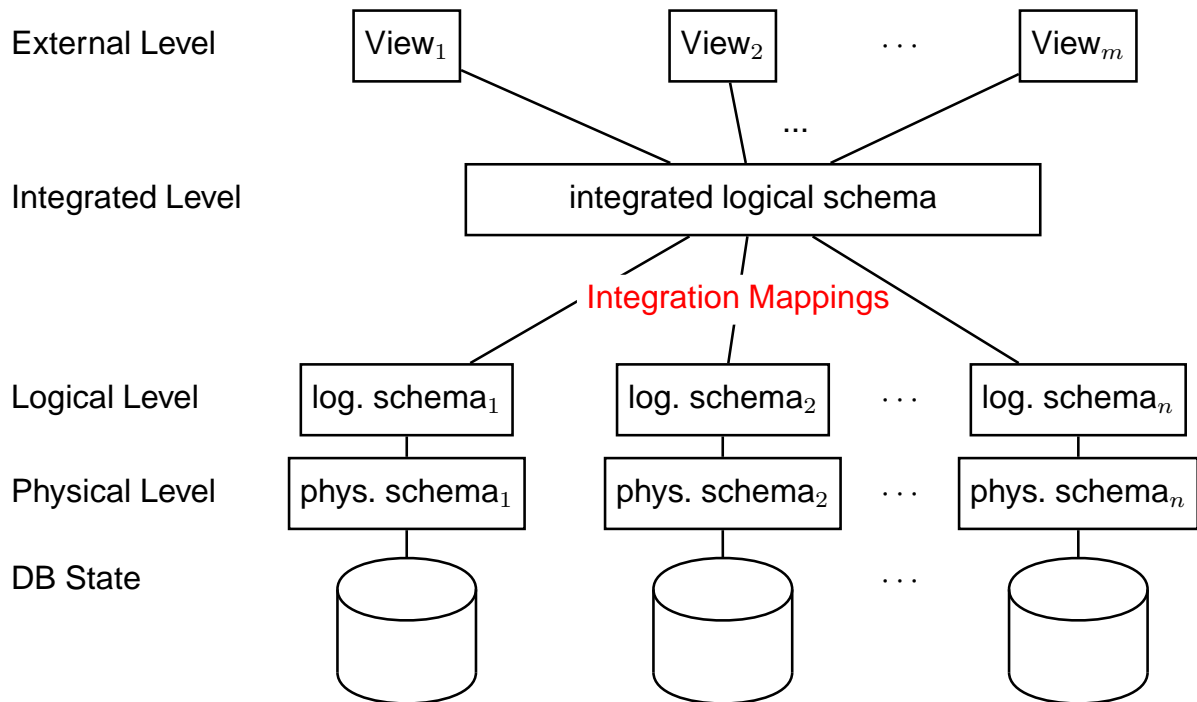 External Level View₁ View₂ ··· Viewₘ
...
Integrated Level integrated logical schema
Integration Mappings
Logical Level log. schema₁ log. schema₂ ··· log. schemaₙ
Physical Level phys. schema₁ phys. schema₂ ··· phys. schemaₙ
DB State ···